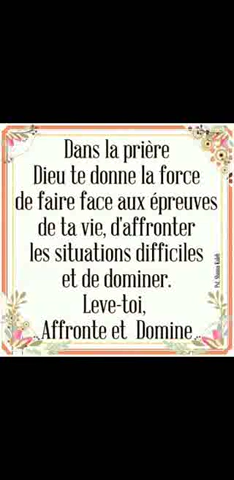 Dans la prière
Dieu te donne la force
de faire face aux épreuves
de ta vie, d'affronter
les situations difficiles
et de dominer.
Leve-toi,
Affronte et Domine